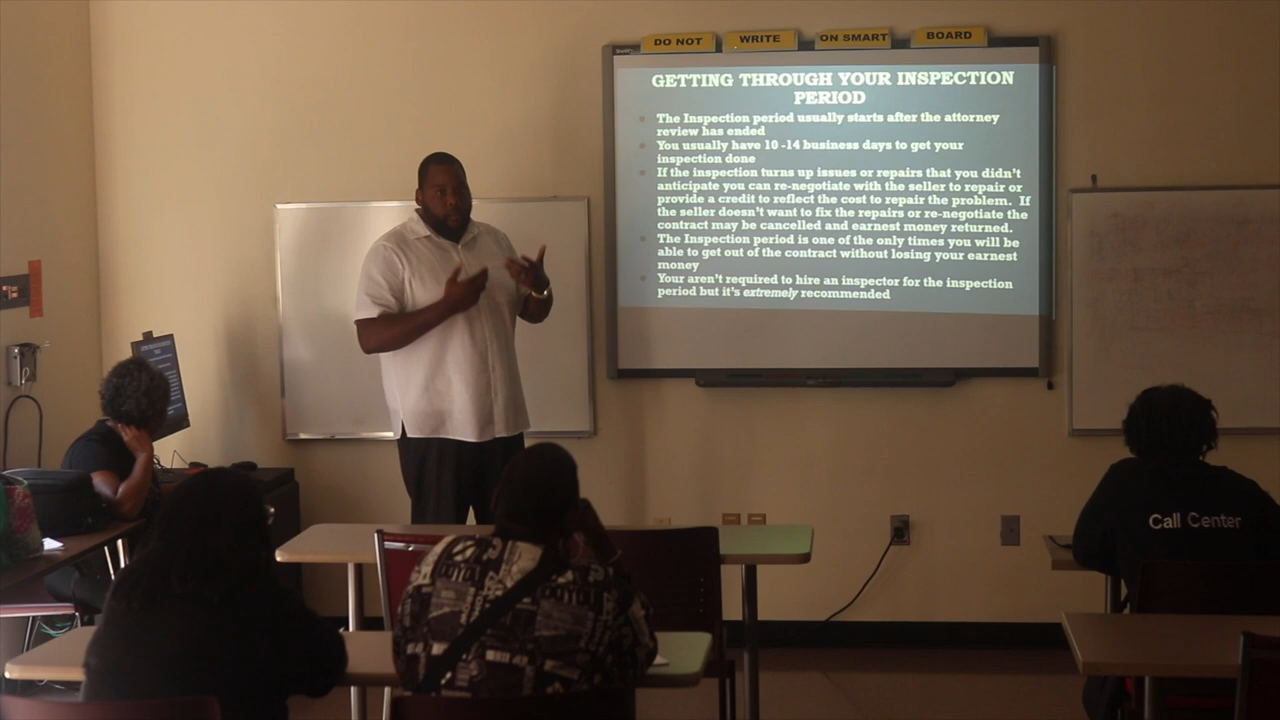 DO NOT WRITE ON SMART BOARD
GETTING THROUGH YOUR INSPECTION
PERIOD
The Inspection period usually starts after the attorney
review has ended
You usually have 10 -14 business days to get your
inspection done
If the inspection turns up issues or repairs that you didn't
anticipate you can re-negotiate with the seller to repair or
provide a credit to reflect the cost to repair the problem. If
the seller doesn't want to fix the repairs or re-negotiate the
contract may be cancelled and earnest money returned.
The Inspection period is one of the only times you will be
able to get out of the contract without losing your earnest
money
Your aren't required to hire an inspector for the inspection
period but it's extremely recommended
Call Center